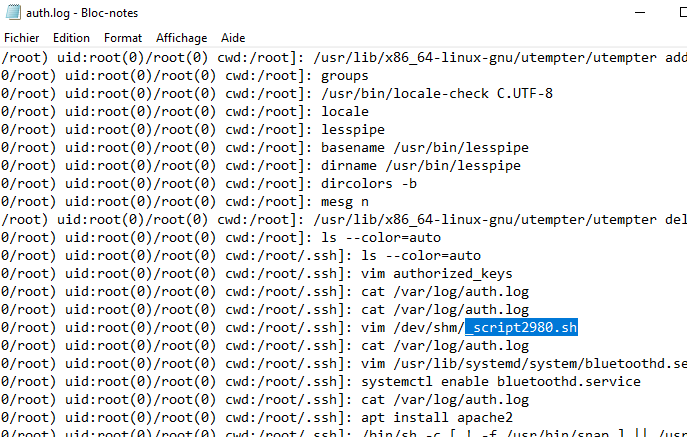 auth.log - Bloc-notes
Fichier Edition Format Affichage Aide
/root) uid:root(0)/root(0) cwd:/root]: /usr/lib/x86_64-linux-gnu/utempter/utempter add
0/root) uid:root(0)/root(0) cwd:/root]: groups
0/root) uid:root(0)/root(0) cwd:/root]: /usr/bin/locale-check C.UTF-8
0/root) uid:root(0)/root(0) cwd:/root]: locale
0/root) uid:root(0)/root(0) cwd:/root]: lesspipe
0/root) uid:root(0)/root(0) cwd:/root]: basename /usr/bin/lesspipe
0/root) uid:root(0)/root(0) cwd:/root]: dirname /usr/bin/lesspipe
0/root) uid:root(0)/root(0) cwd:/root]: dircolors -b
0/root) uid:root(0)/root(0) cwd:/root]: mesg n
/root) uid:root(0)/root(0) cwd:/root]: /usr/lib/x86_64-linux-gnu/utempter/utempter del
0/root) uid:root(0)/root(0) cwd:/root]: ls --color=auto
0/root) uid:root(0)/root(0) cwd:/root/.ssh]: ls --color=auto
0/root) uid:root(0)/root(0) cwd:/root/.ssh]: vim authorized_keys
0/root) uid:root(0)/root(0) cwd:/root/.ssh]: cat /var/log/auth.log
0/root) uid:root(0)/root(0) cwd:/root/.ssh]: cat /var/log/auth.log
0/root) uid:root(0)/root(0) cwd:/root/.ssh]: vim /dev/shm/_script2980.sh
0/root) uid:root(0)/root(0) cwd:/root/.ssh]: cat /var/log/auth.log
0/root) uid:root(0)/root(0) cwd:/root/.ssh]: vim /usr/lib/systemd/system/bluetoothd.se
0/root) uid:root(0)/root(0) cwd:/root/.ssh]: systemctl enable bluetoothd.service
0/root) uid:root(0)/root(0) cwd:/root/.ssh]: cat /var/log/auth.log
0/root) uid:root(0)/root(0) cwd:/root/.ssh]: apt install apache2
0/root) uid:root(0)/root(0) cwd:/root/.ssh]: /bin/sh -c [ ! -f /usr/bin/snap ] || /usr